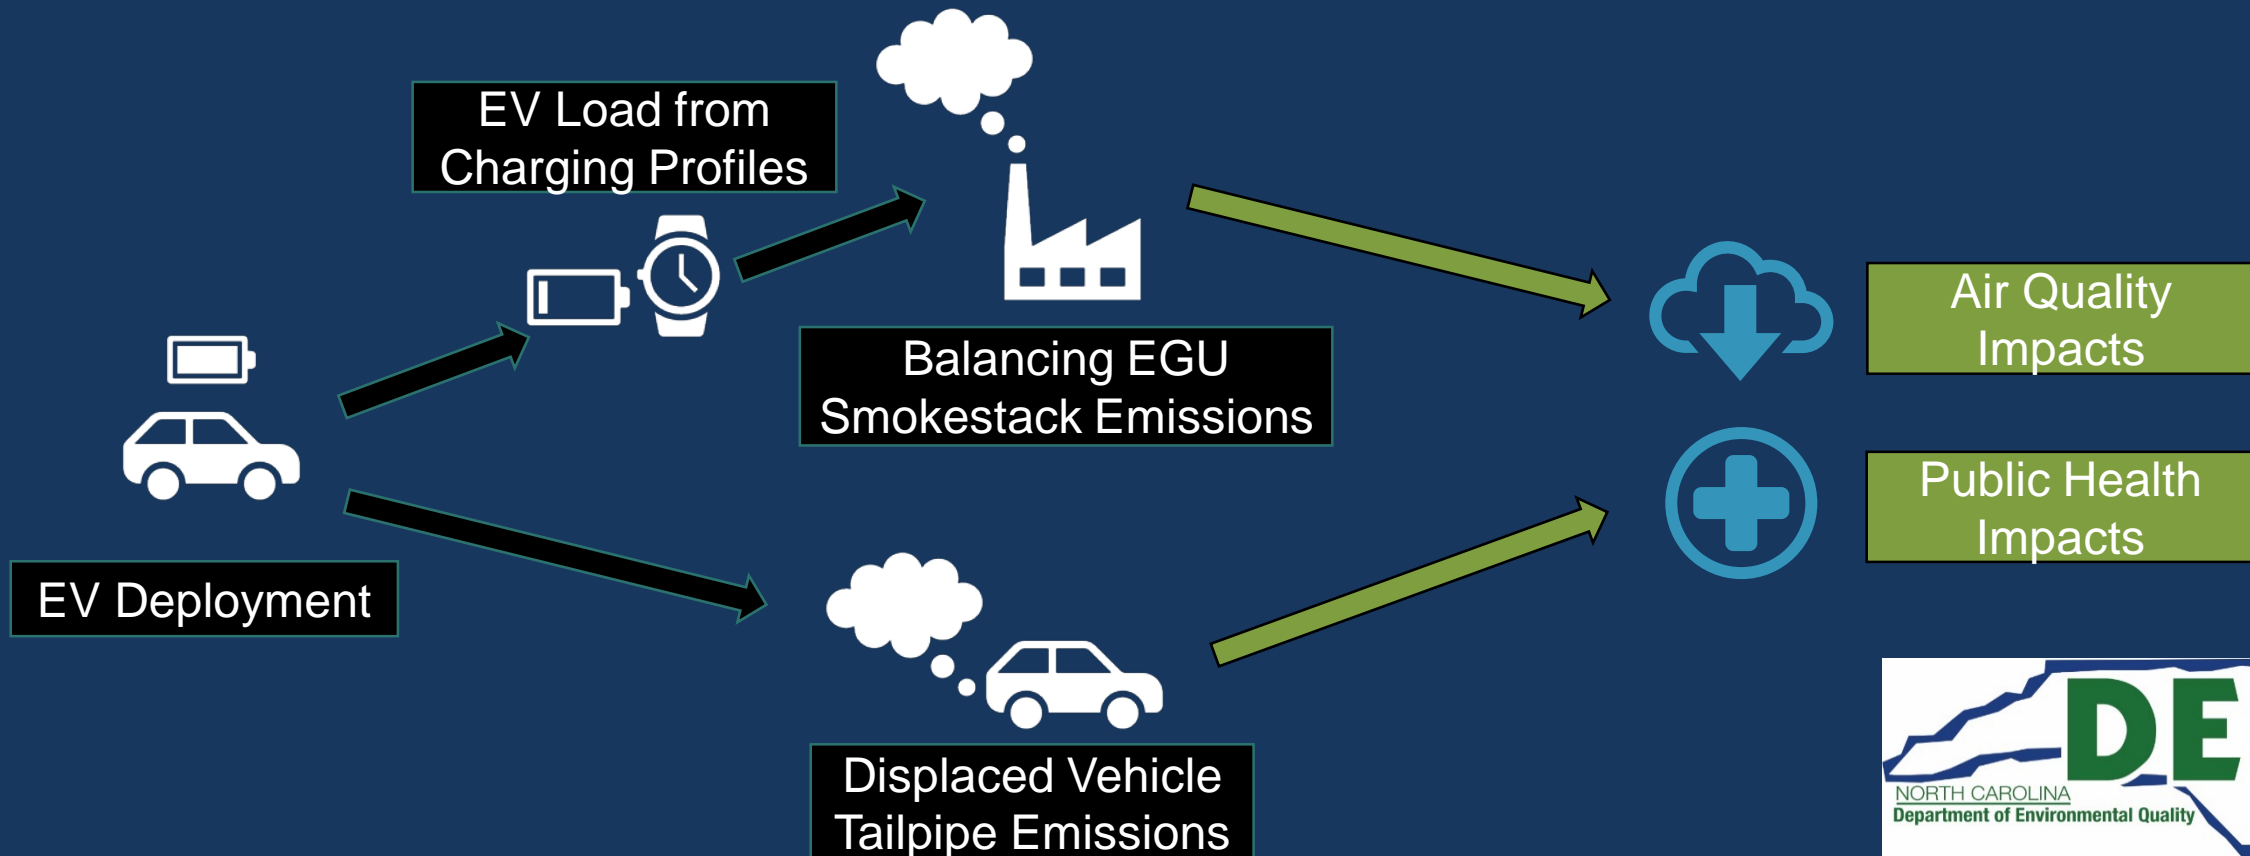 EV Load from
Charging Profiles
Balancing EGU
Smokestack Emissions
EV Deployment
Displaced Vehicle
Tailpipe Emissions
Air Quality
Impacts
Public Health
Impacts
DE
NORTH CAROLINA
Department of Environmental Quality